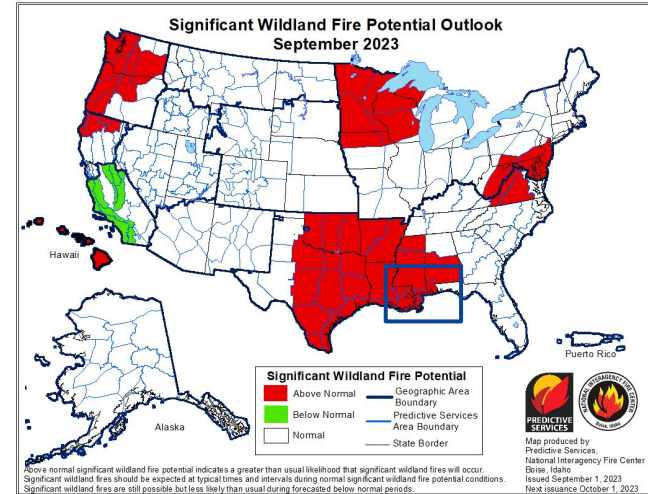 Significant Wildland Fire Potential Outlook
September 2023
Hawaii
Alaska
Puerto Rico
Significant Wildland Fire Potential
Above Normal
Below Normal
Normal
Geographic Area
Boundary
Predictive Services
Area Boundary
State Border
PREDICTIVE
SERVICES
NATIONAL INTERAGENCY FIRE CENTER
Boise, Idaho
Map produced by
Predictive Services,
National Interagency Fire Center
Boise, Idaho
Issued September 1, 2023
Next issuance October 1, 2023
Above normal significant wildland fire potential indicates a greater than usual likelihood that significant wildland fires will occur.
Significant wildland fires should be expected at typical times and intervals during normal significant wildland fire potential conditions.
Significant wildland fires are still possible but less likely than usual during forecasted below normal periods.